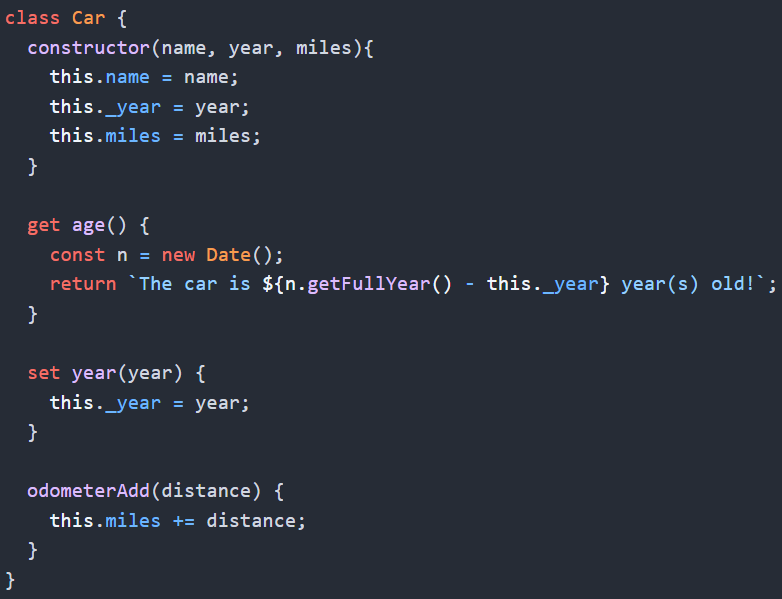 class Car {
  constructor(name, year, miles){
    this.name = name;
    this._year = year;
    this.miles = miles;
  }

  get age() {
    const n = new Date();
    return `The car is ${n.getFullYear() - this._year} year(s) old!`;
  }

  set year(year) {
    this._year = year;
  }

  odometerAdd(distance) {
    this.miles += distance;
  }
}